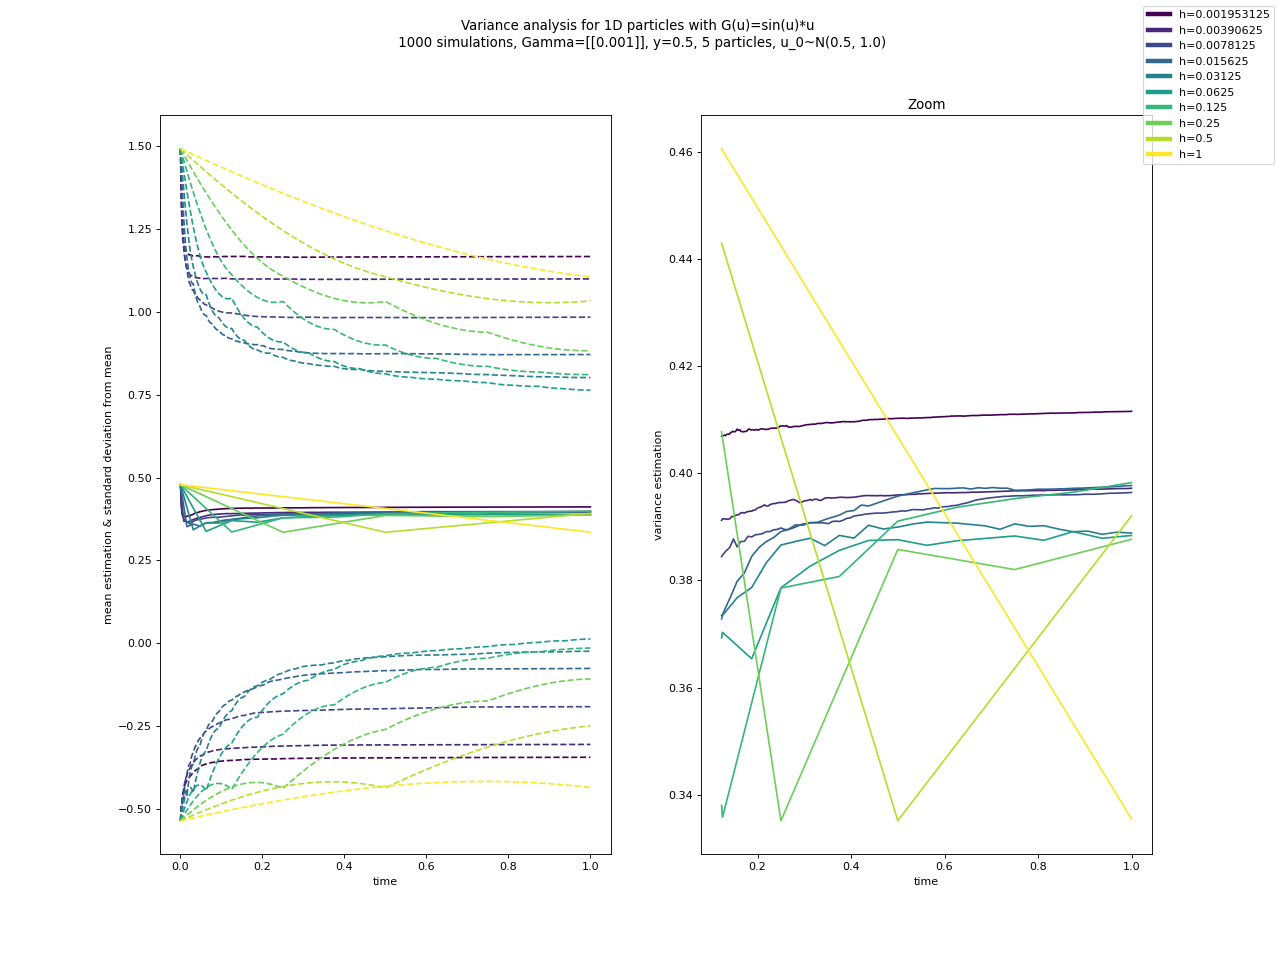 Variance analysis for 1D particles with G(u)=sin(u)*u
1000 simulations, Gamma=[[0.001]], y=0.5, 5 particles, u_0~N(0.5, 1.0)
h=0.001953125
h=0.00390625
h=0.0078125
h=0.015625
h=0.03125
h=0.0625
h=0.125
h=0.25
h=0.5
h=1
mean estimation & standard deviation from mean
1.50
1.25
1.00
0.75
0.50
0.25
0.00
−0.25
−0.50
0.0
0.2
0.4
0.6
0.8
1.0
time
Zoom
variance estimation
0.46
0.44
0.42
0.40
0.38
0.36
0.34
0.2
0.4
0.6
0.8
1.0
time